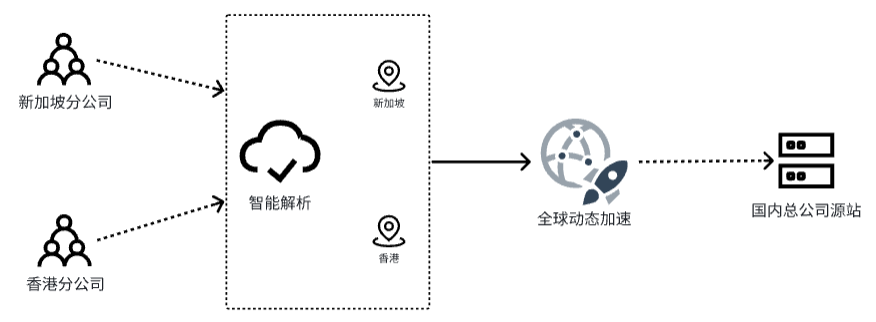 新加坡分公司
香港分公司
智能解析
新加坡
香港
全球动态加速
国内总公司源站